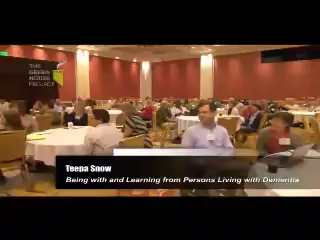 THE
GREEN
HOUSE
PROJECT
Teepa Snow
Being with and Learning from Persons Living with Dementia